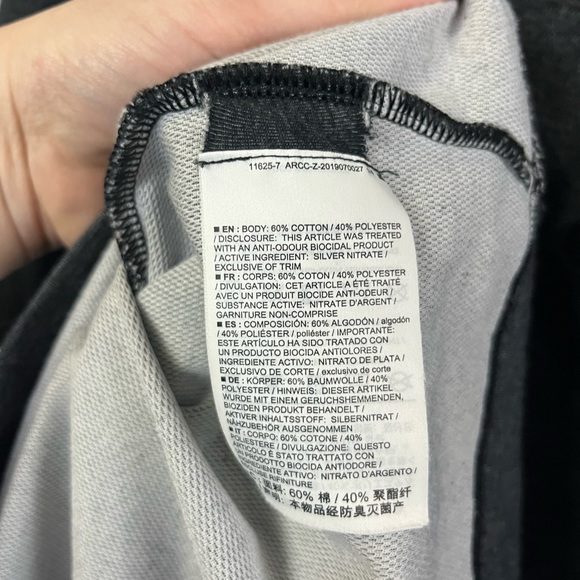 11625-7 ARCC-Z-2019070027
■ EN : BODY: 60% COTTON / 40% POLYESTER
/ DISCLOSURE: THIS ARTICLE WAS TREATED
WITH AN ANTI-ODOUR BIOCIDAL PRODUCT
/ ACTIVE INGREDIENT: SILVER NITRATE /
EXCLUSIVE OF TRIM
■ FR : CORPS: 60% COTON / 40% POLYESTER
/ DIVULGATION: CET ARTICLE A ÉTÉ TRAITÉ
AVEC UN PRODUIT BIOCIDE ANTI-ODEUR /
SUBSTANCE ACTIVE: NITRATE D'ARGENT /
GARNITURE NON-COMPRISE
■ ES : COMPOSICIÓN: 60% ALGODÓN / algodón
/ 40% POLIÉSTER / poliéster / IMPORTANTE:
ESTE ARTÍCULO HA SIDO TRATADO CON
UN PRODUCTO BIOCIDA ANTIOLORES /
INGREDIENTE ACTIVO: NITRATO DE PLATA /
EXCLUSIVO DE CORTE / exclusivo de corte
■ DE : KÖRPER: 60% BAUMWOLLE / 40%
POLYESTER / HINWEIS: DIESER ARTIKEL
WURDE MIT EINEM GERUCHSHEMMENDEN,
BIOZIDEN PRODUKT BEHANDELT /
AKTIVER INHALTSSTOFF: SILBERNITRAT /
NÄHZUBEHÖR AUSGENOMMEN
■ IT : CORPO: 60% COTONE / 40%
POLIESTERE / DIVULGAZIONE: QUESTO
ARTICOLO È STATO TRATTATO CON
PRODOTTO BIOCIDA ANTIODORE /
INGREDIENTE ATTIVO: NITRATO D'ARGENTO /
RIFINITURE
60% 棉 / 40% 聚酯纤
本物品经防臭灭菌产